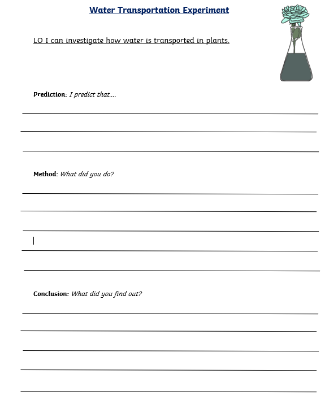 Water Transportation Experiment
LO I can investigate how water is transported in plants.
Prediction: I predict that...
Method: What did you do?
Conclusion: What did you find out?